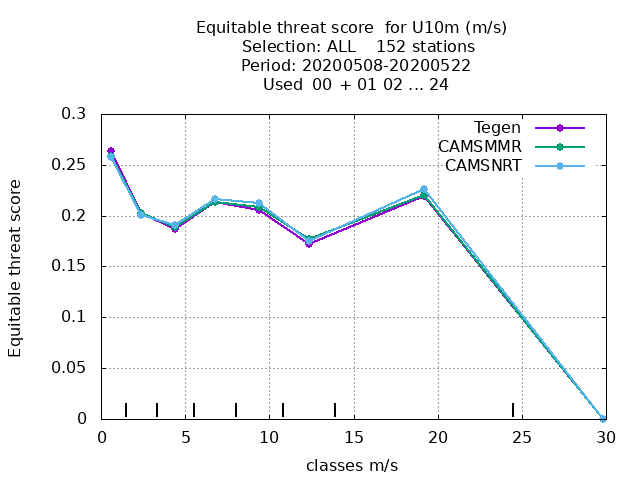 Equitable threat score  for U10m (m/s)
Selection: ALL    152 stations
Period: 20200508-20200522
Used  00 + 01 02 ... 24
Tegen
CAMSMMR
CAMSNRT
Equitable threat score
0.3
0.25
0.2
0.15
0.1
0.05
0
0 5 10 15 20 25 30
classes m/s